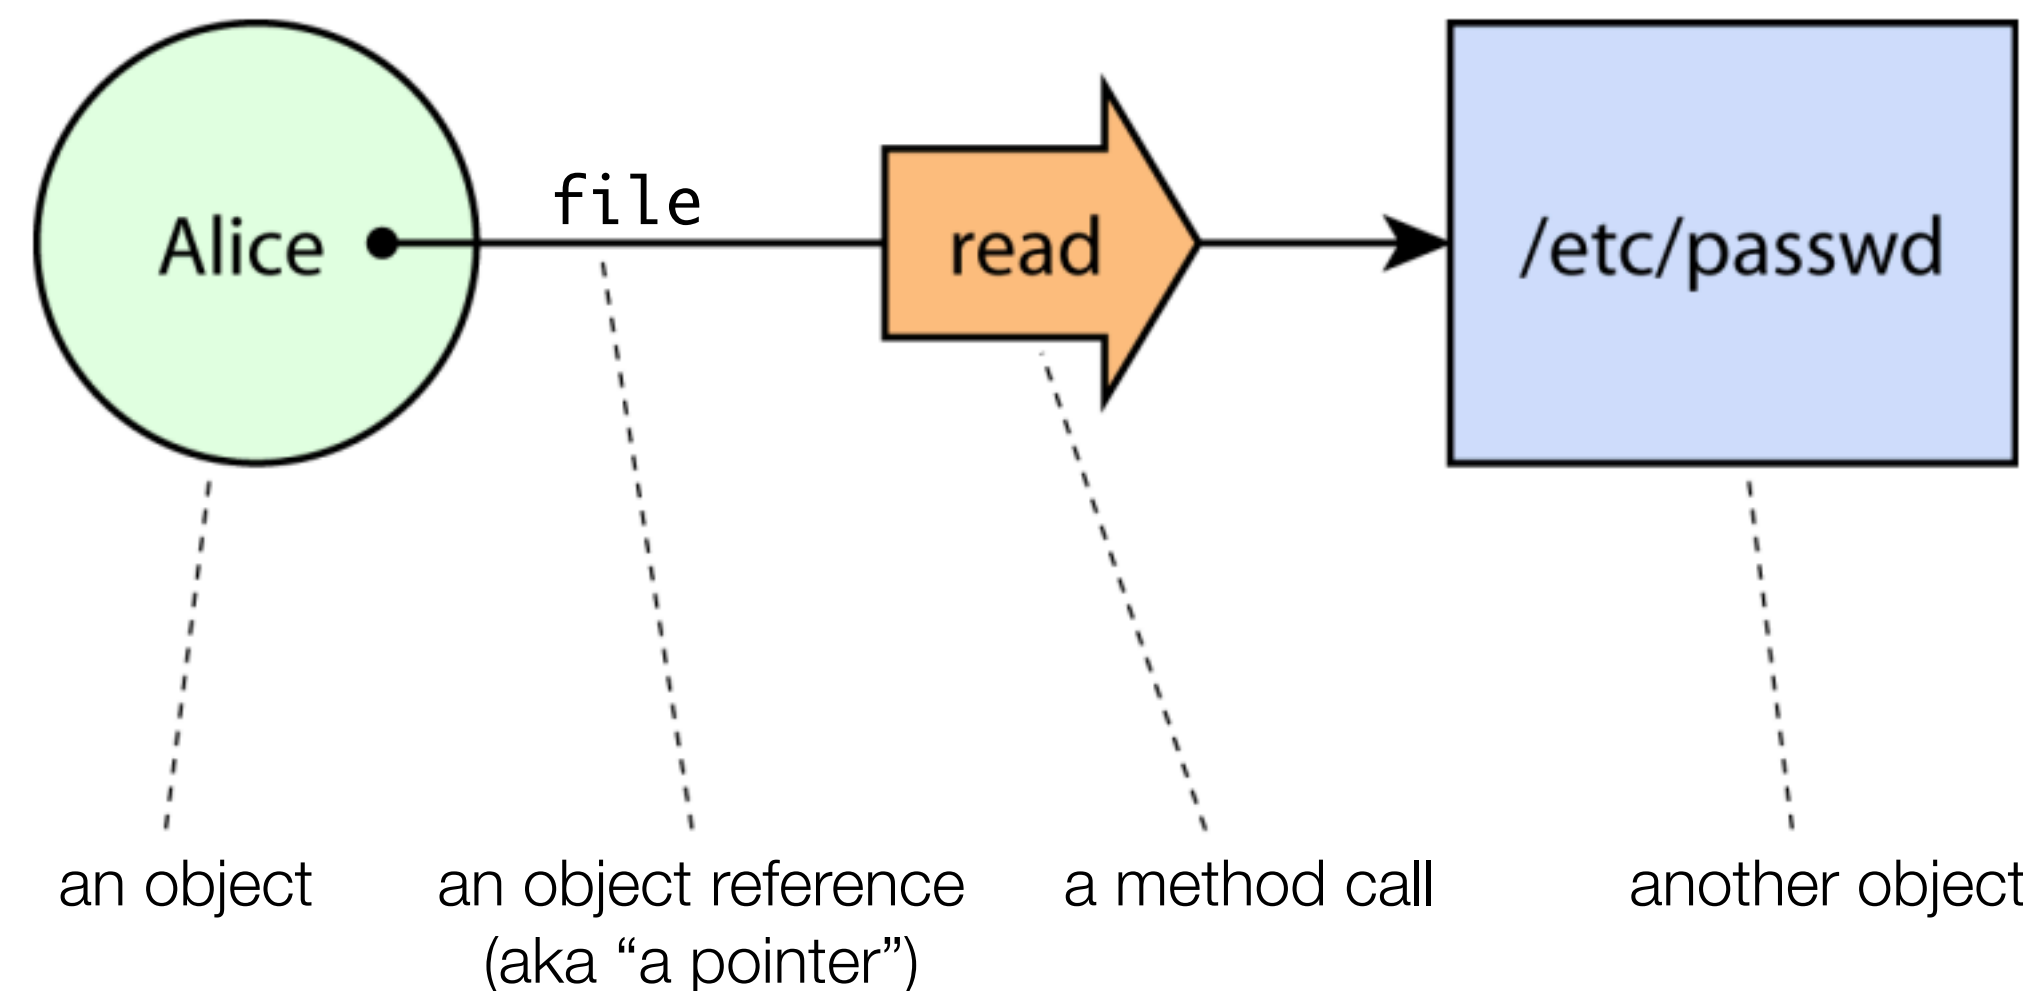 file
Alice
read
/etc/passwd
an object
an object reference
(aka “a pointer”)
a method call
another object